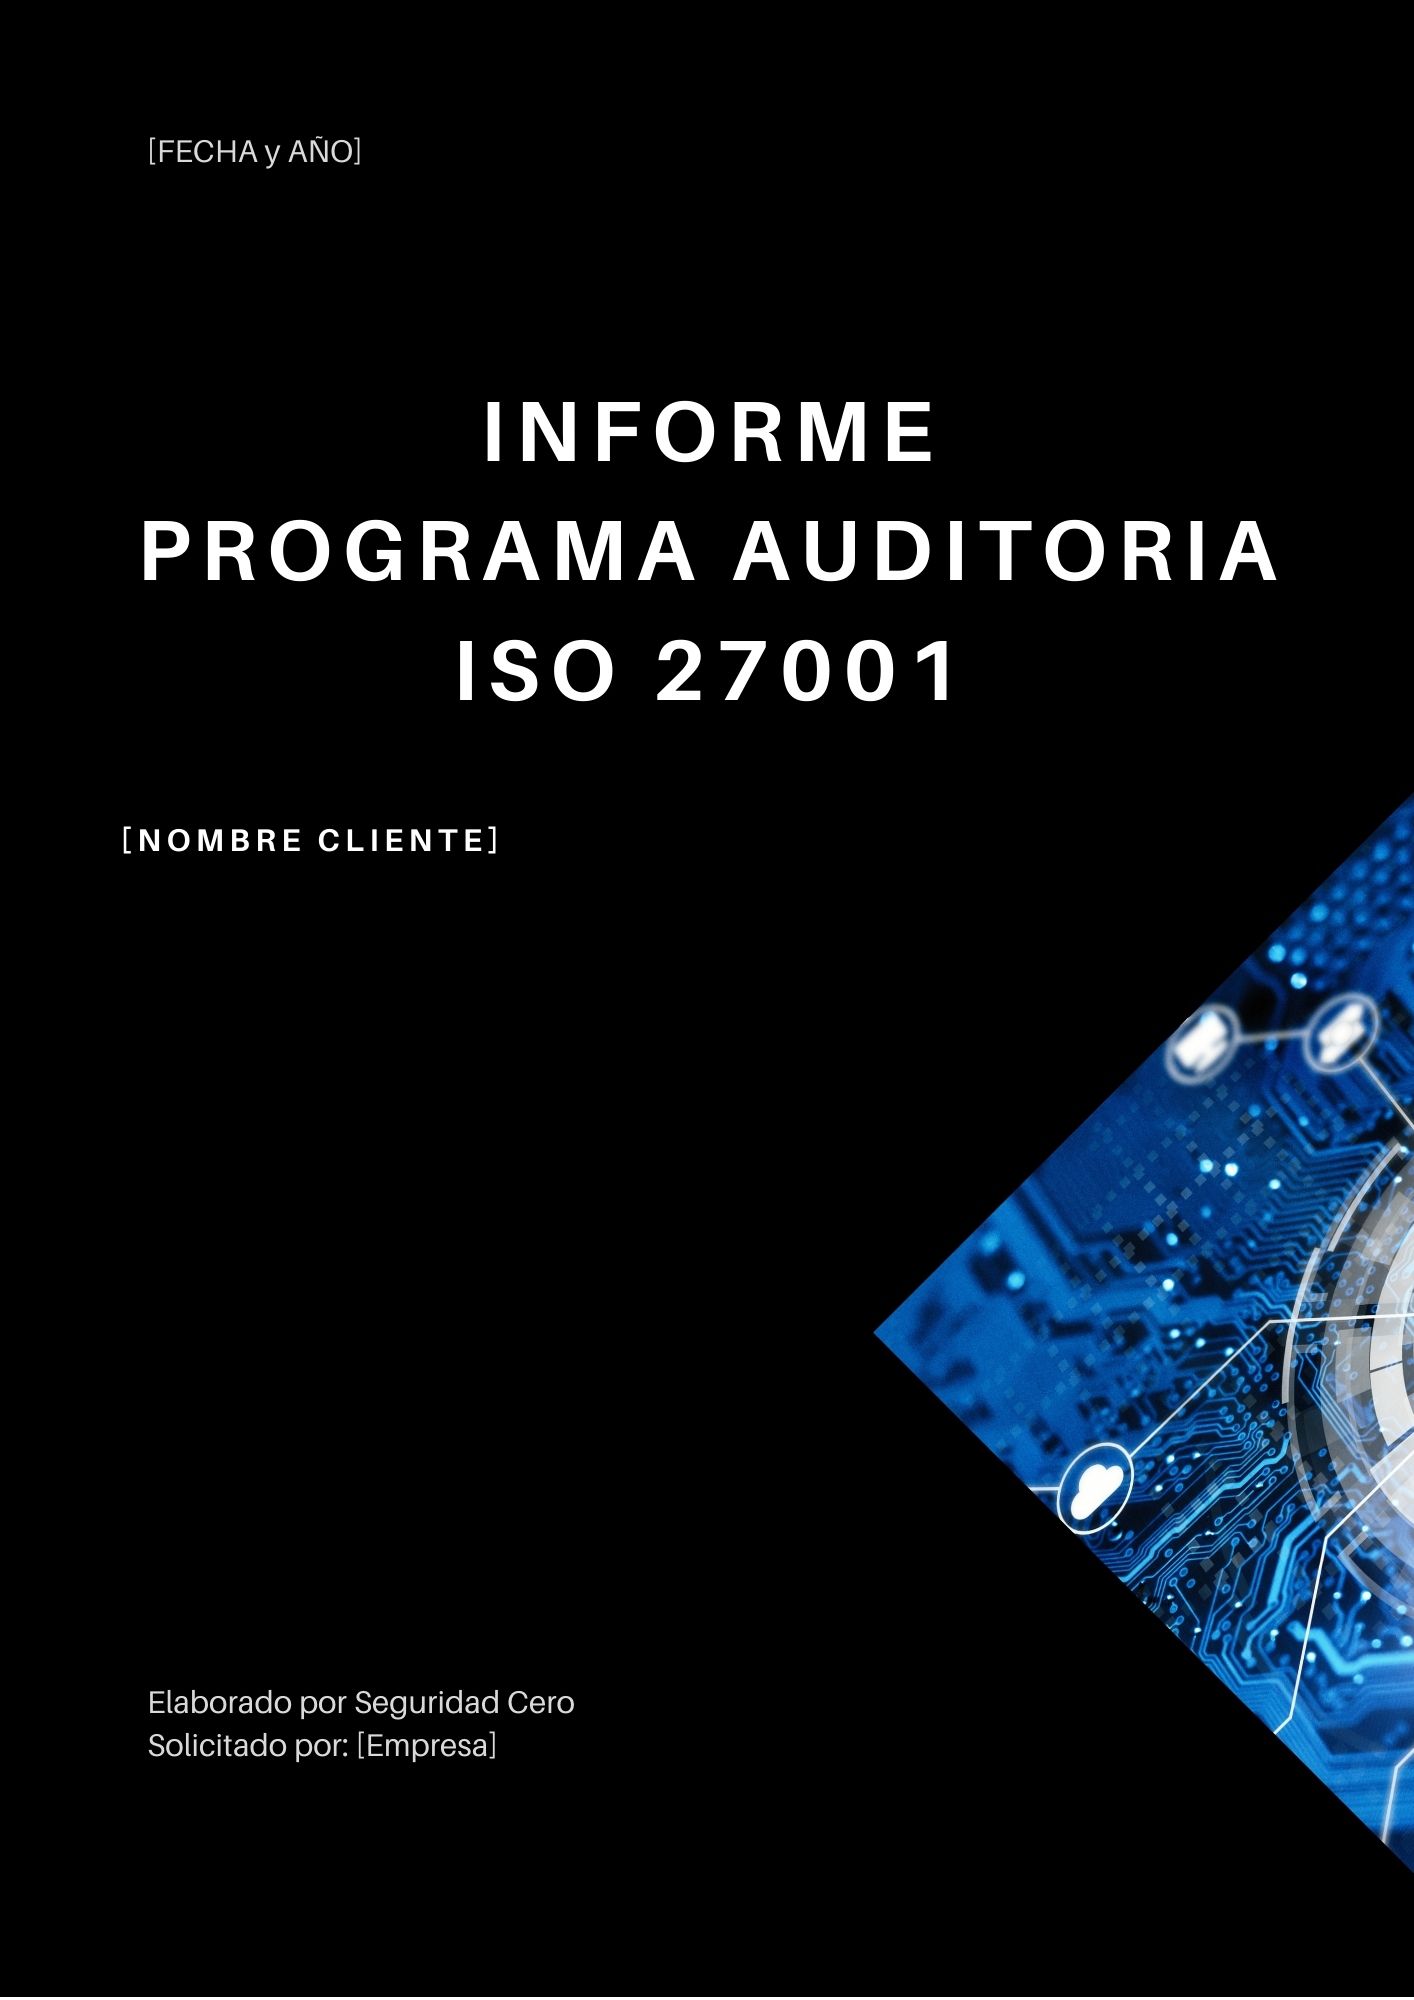 [FECHA y AÑO]
INFORME
PROGRAMA AUDITORIA
ISO 27001
[NOMBRE CLIENTE]
Elaborado por Seguridad Cero
Solicitado por: [Empresa]